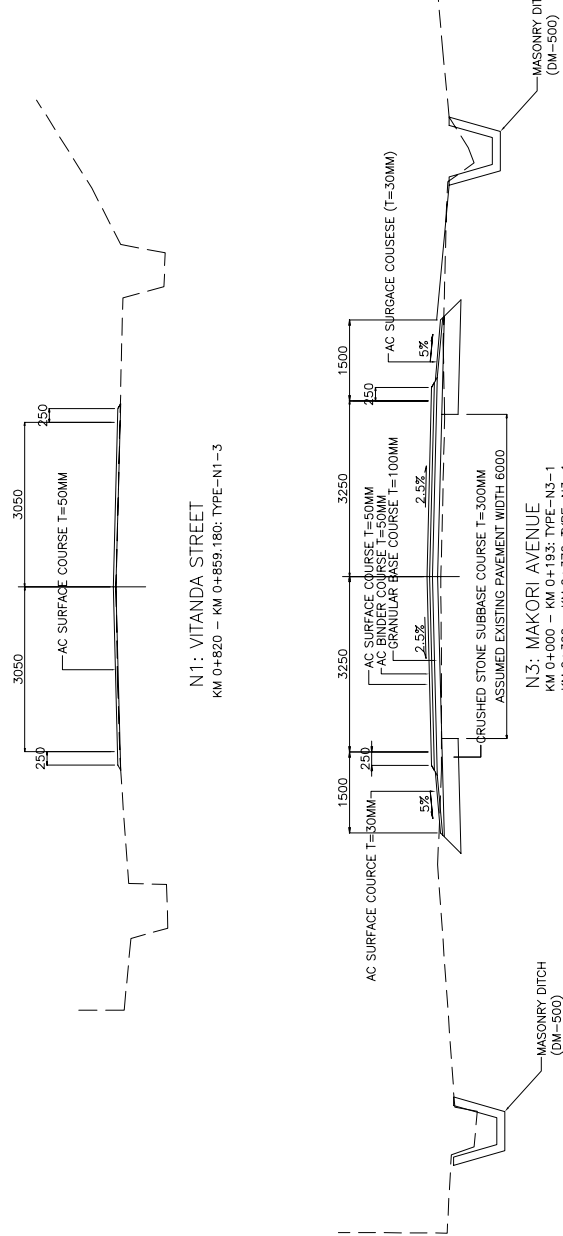 3050
3050
250
250
AC SURFACE COURSE T=50MM
N1: VITANDA STREET
KM 0+820 – KM 0+859.180: TYPE-N1-3
1500
3250
3250
1500
250
250
AC SURFACE COURCE T=30MM
5%
2.5%
AC SURFACE COURSE T=50MM
AC BINDER COURSE T=50MM
GRANULAR BASE COURSE T=100MM
2.5%
5%
AC SURGACE COUSESE (T=30MM)
CRUSHED STONE SUBBASE COURSE T=300MM
ASSUMED EXISTING PAVEMENT WIDTH 6000
MASONRY DITCH
(DM-500)
MASONRY DIT
(DM-500)
N3: MAKORI AVENUE
KM 0+000 – KM 0+193: TYPE-N3-1